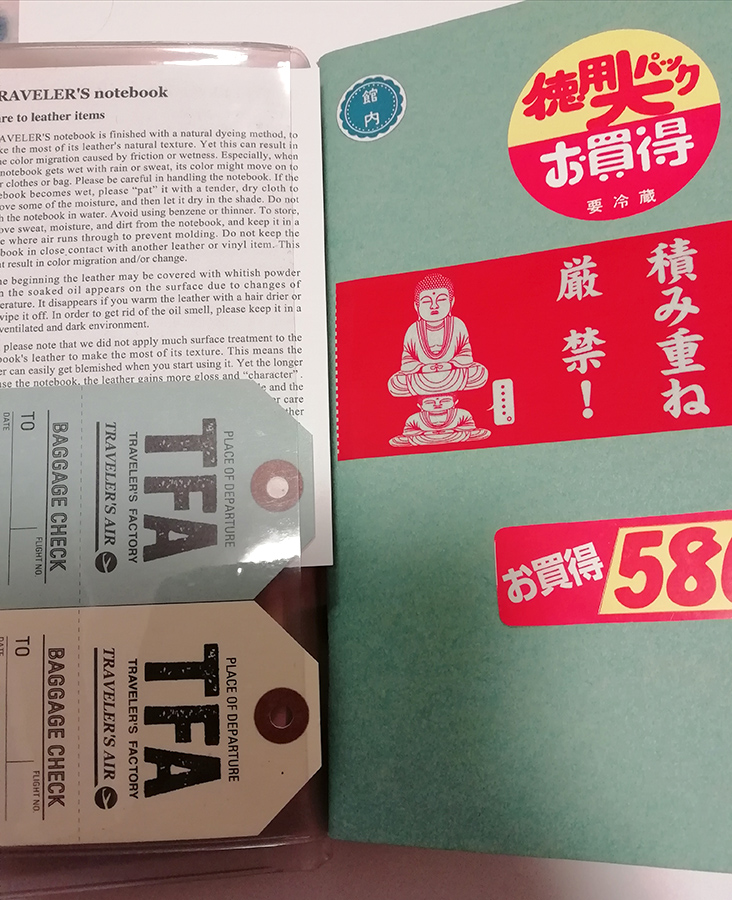 RAVELER'S notebook
are to leather items
AVELER'S notebook is finished with a natural dyeing method, to
ke the most of its leather's natural texture. Yet this can result in
e color migration caused by friction or wetness. Especially, when
notebook gets wet with rain or sweat, its color might move on to
r clothes or bag. Please be careful in handling the notebook. If the
ebook becomes wet, please “pat” it with a tender, dry cloth to
ove some of the moisture, and then let it dry in the shade. Do not
h the notebook in water. Avoid using benzene or thinner. To store,
ove sweat, moisture, and dirt from the notebook, and keep it in a
e where air runs through to prevent molding. Do not keep the
book in close contact with another leather or vinyl item. This
t result in color migration and/or change.
he beginning the leather may be covered with whitish powder
n the soaked oil appears on the surface due to changes of
erature. It disappears if you warm the leather with a hair drier or
wipe it off. In order to get rid of the oil smell, please keep it in a
ventilated and dark environment.
please note that we did not apply much surface treatment to the
book's leather to make the most of its texture. This means the
er can easily get blemished when you start using it. Yet the longer
use the notebook, the leather gains more gloss and “character”.
and the
care
ther
PLACE OF DEPARTURE
TFA
TRAVELER'S FACTORY
TRAVELER'S AIR
BAGGAGE CHECK
FLIGHT NO.
TO
DATE
PLACE OF DEPARTURE
TFA
TRAVELER'S FACTORY
TRAVELER'S AIR
BAGGAGE CHECK
FLIGHT NO.
TO
DATE
館
内
徳用大パック
お買得
要冷蔵
積み重ね
厳禁！
お買得 58